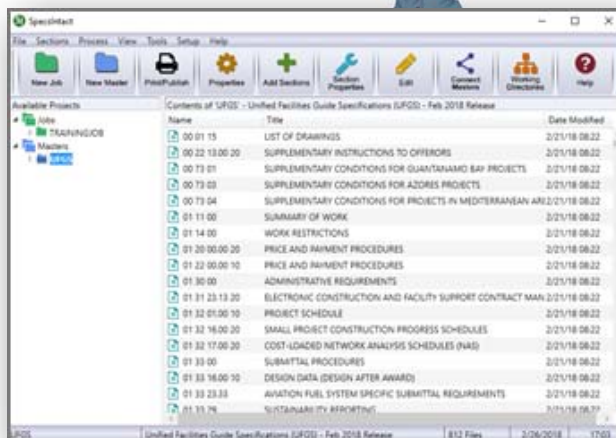 SpecsIntact
File Sections Process View Tools Setup Help
New Job New Master Print/Publish Properties Add Sections Section Properties Edit Connect Masters Working Directories Help
Available Projects
Jobs
TRAININGJOB
Masters
UFGS
Contents of 'UFGS' - Unified Facilities Guide Specifications (UFGS) - Feb 2018 Release
Name Title Date Modified
00 01 15 LIST OF DRAWINGS 2/21/18 08:22
00 22 13.00 20 SUPPLEMENTARY INSTRUCTIONS TO OFFERORS 2/21/18 08:22
00 73 01 SUPPLEMENTARY CONDITIONS FOR GUANTANAMO BAY PROJECTS 2/21/18 08:22
00 73 03 SUPPLEMENTARY CONDITIONS FOR AZORES PROJECTS 2/21/18 08:22
00 73 04 SUPPLEMENTARY CONDITIONS FOR PROJECTS IN MEDITERRANEAN ARE 2/21/18 08:22
01 11 00 SUMMARY OF WORK 2/21/18 08:22
01 14 00 WORK RESTRICTIONS 2/21/18 08:22
01 20 00.00 20 PRICE AND PAYMENT PROCEDURES 2/21/18 08:22
01 22 00.00 10 PRICE AND PAYMENT PROCEDURES 2/21/18 08:22
01 30 00 ADMINISTRATIVE REQUIREMENTS 2/21/18 08:22
01 31 23.13 20 ELECTRONIC CONSTRUCTION AND FACILITY SUPPORT CONTRACT MAN 2/21/18 08:22
01 32 01.00 10 PROJECT SCHEDULE 2/21/18 08:22
01 32 16.00 20 SMALL PROJECT CONSTRUCTION PROGRESS SCHEDULES 2/21/18 08:22
01 32 17.00 20 COST-LOADED NETWORK ANALYSIS SCHEDULES (NAS) 2/21/18 08:22
01 33 00 SUBMITTAL PROCEDURES 2/21/18 08:22
01 33 16.00 10 DESIGN DATA (DESIGN AFTER AWARD) 2/21/18 08:22
01 33 23.33 AVIATION FUEL SYSTEM SPECIFIC SUBMITTAL REQUIREMENTS 2/21/18 08:22
01 33 29 SUSTAINABILITY REPORTING 2/21/18 08:22
UFGS Unified Facilities Guide Specifications (UFGS) - Feb 2018 Release 812 Files 2/26/2018 17:03